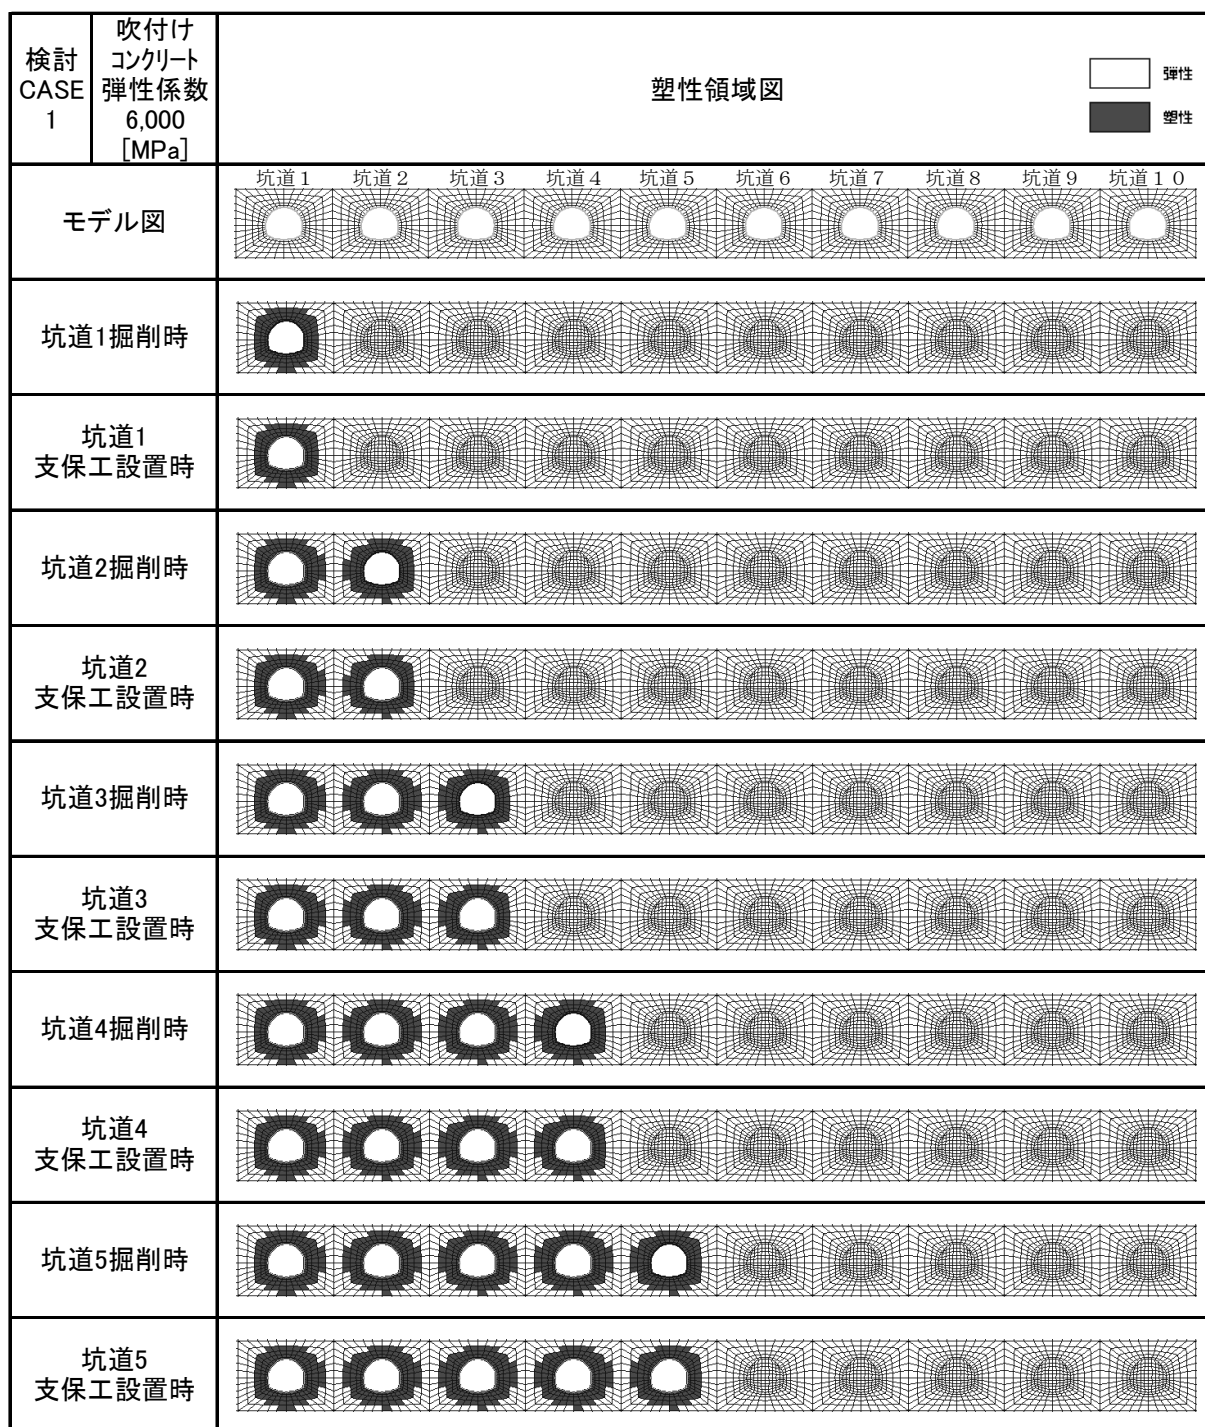 検討
CASE
1
吹付け
コンクリート
弾性係数
6,000
[MPa]
塑性領域図
弾性
塑性
モデル図
坑道1 坑道2 坑道3 坑道4 坑道5 坑道6 坑道7 坑道8 坑道9 坑道10
坑道1掘削時
坑道1
支保工設置時
坑道2掘削時
坑道2
支保工設置時
坑道3掘削時
坑道3
支保工設置時
坑道4掘削時
坑道4
支保工設置時
坑道5掘削時
坑道5
支保工設置時